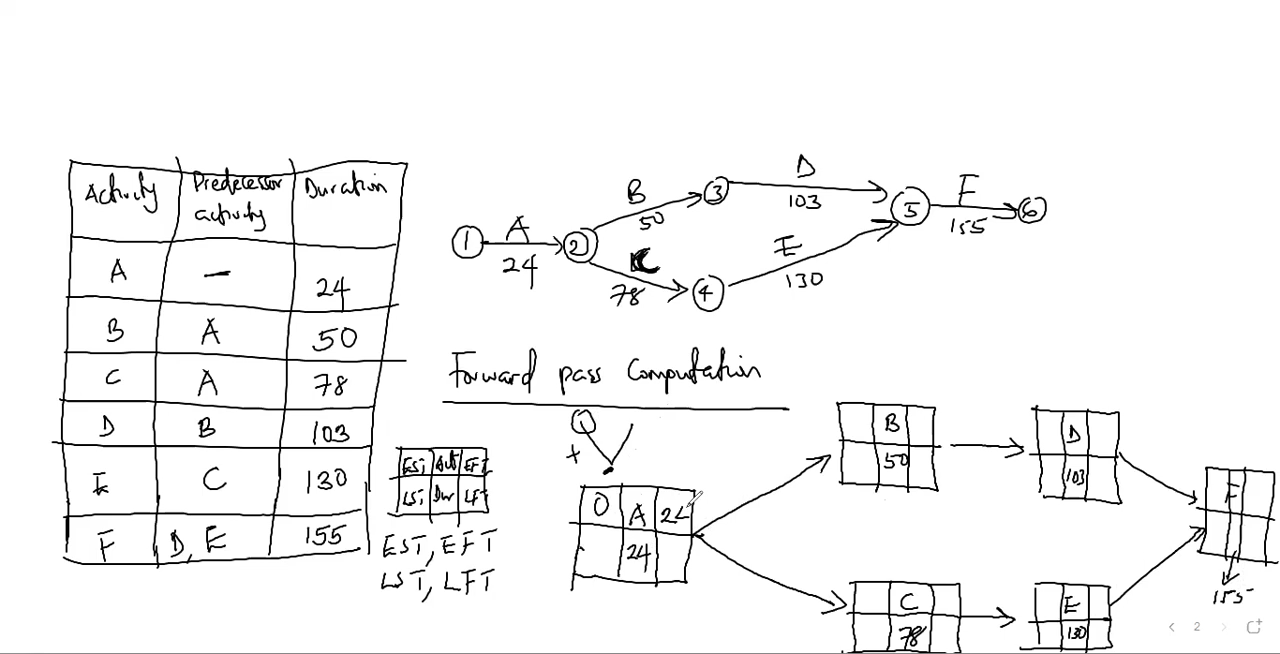 Activity Predecessor activity Duration
A - 24
B A 50
C A 78
D B 103
E C 130
F D, E 155
1 A 24 2
B 50 3
C 78 4
D 103 5
E 130
F 155 6
Forward pass Computation
1
+
EST Act EFT
LST Dur LFT
EST, EFT
LST, LFT
0 A 24
24
B
50
D
103
F
155
C
78
E
130
2